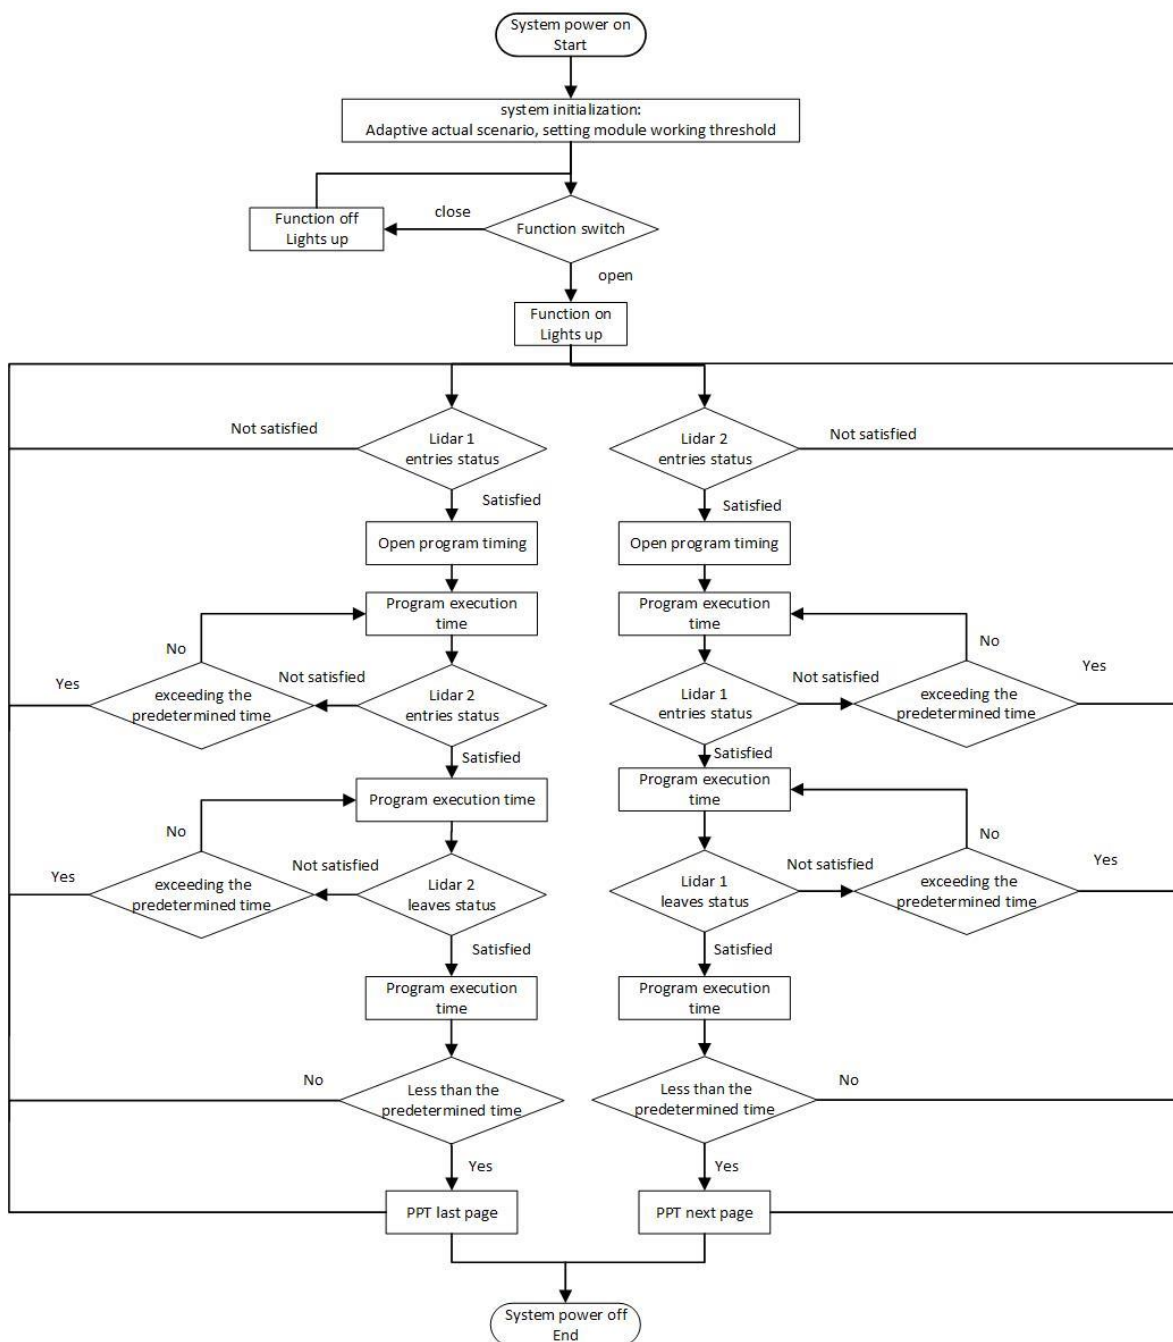 System power on
Start
system initialization:
Adaptive actual scenario, setting module working threshold
close
Function off
Lights up
Function switch
open
Function on
Lights up
Not satisfied
Lidar 1
entries status
Lidar 2
entries status
Not satisfied
Satisfied
Satisfied
Open program timing
Open program timing
Program execution
time
Program execution
time
No
No
Yes
Not satisfied
Not satisfied
Yes
exceeding the
predetermined time
Lidar 2
entries status
Lidar 1
entries status
exceeding the
predetermined time
Satisfied
Satisfied
Program execution time
Program execution
time
No
No
Yes
Not satisfied
Not satisfied
Yes
exceeding the
predetermined time
Lidar 2
leaves status
Lidar 1
leaves status
exceeding the
predetermined time
Satisfied
Satisfied
Program execution
time
Program execution
time
No
Less than the
predetermined time
Less than the
predetermined time
No
Yes
Yes
PPT last page
PPT next page
System power off
End